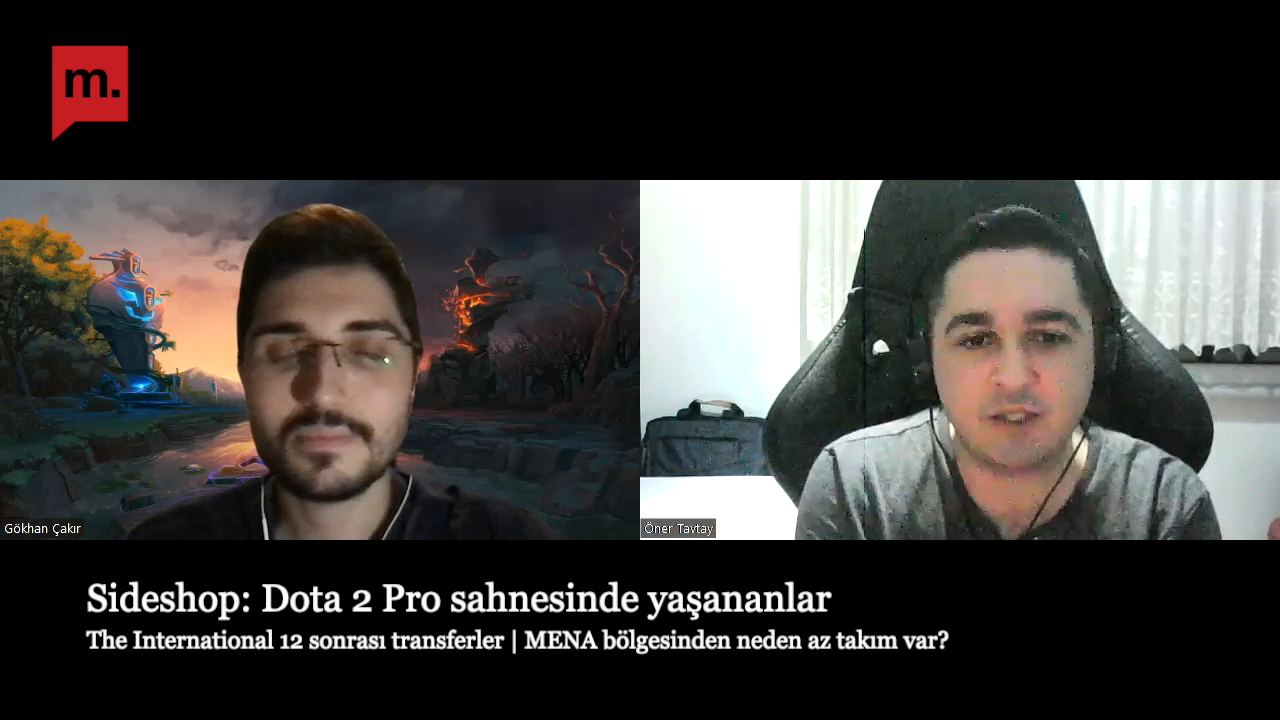 m.
Gökhan Çakır
Öner Tavtay
Sideshop: Dota 2 Pro sahnesinde yaşananlar
The International 12 sonrası transferler | MENA bölgesinden neden az takım var?